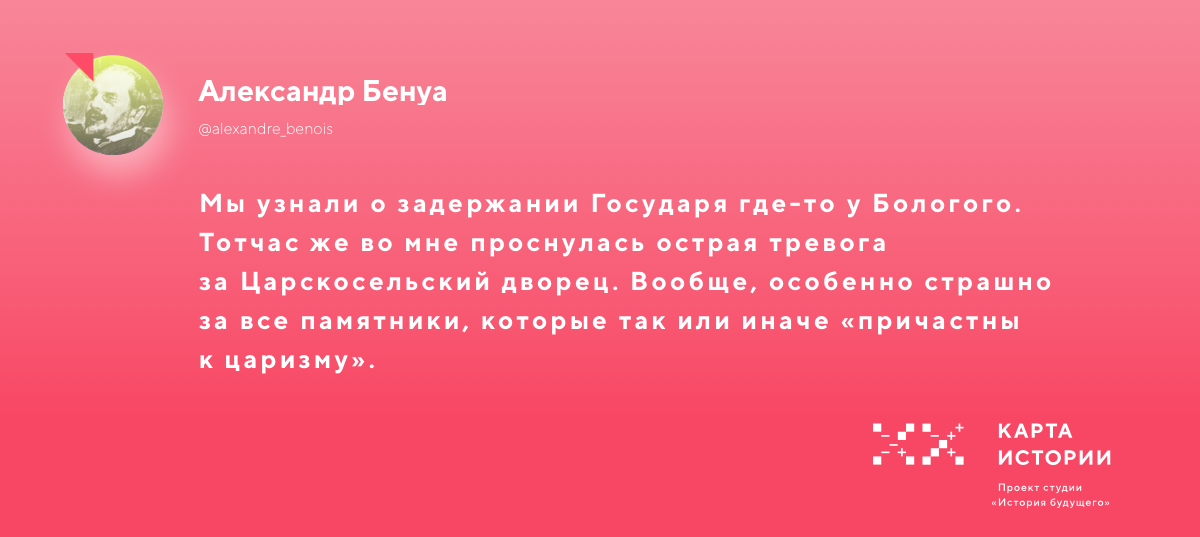 Александр Бенуа
@alexandre_benois
Мы узнали о задержании Государя где-то у Бологого.
Тотчас же во мне проснулась острая тревога
за Царскосельский дворец. Вообще, особенно страшно
за все памятники, которые так или иначе «причастны
к царизму».
КАРТА
ИСТОРИИ
Проект студии
«История будущего»